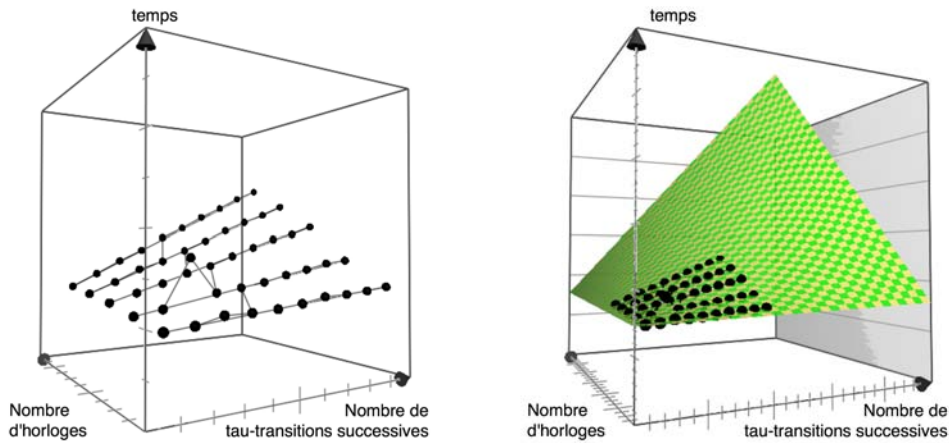 temps
temps
Nombre
d'horloges
Nombre de
tau-transitions successives
Nombre
d'horloges
Nombre de
tau-transitions successives